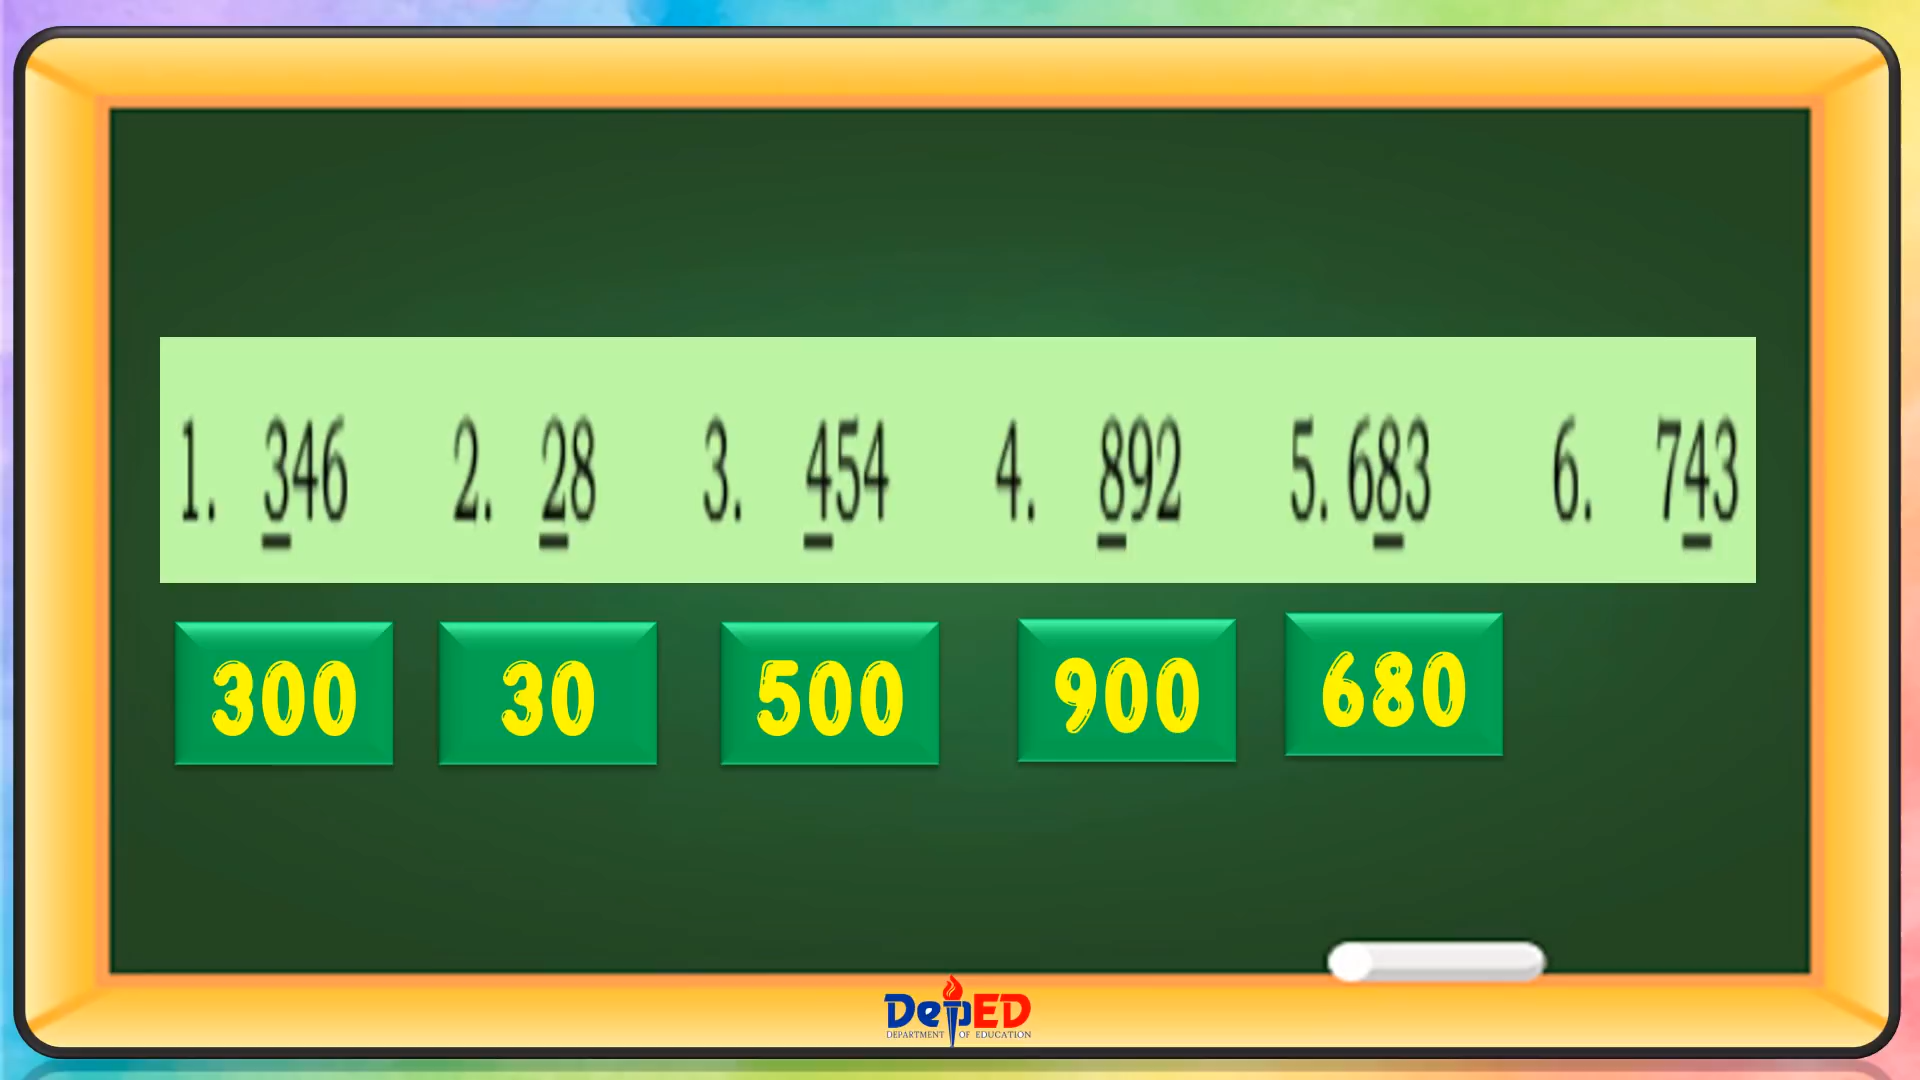 1. 346 2. 28 3. 454 4. 892 5. 683 6. 743
300 30 500 900 680
DepED
DEPARTMENT OF EDUCATION